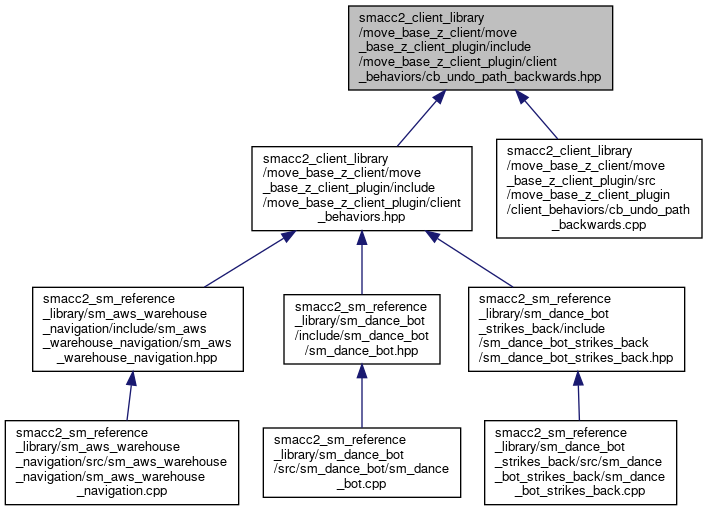 smacc2_client_library
/move_base_z_client/move
_base_z_client_plugin/include
/move_base_z_client_plugin/client
_behaviors/cb_undo_path_backwards.hpp
smacc2_client_library
/move_base_z_client/move
_base_z_client_plugin/include
/move_base_z_client_plugin/client
_behaviors.hpp
smacc2_client_library
/move_base_z_client/move
_base_z_client_plugin/src
/move_base_z_client_plugin
/client_behaviors/cb_undo_path
_backwards.cpp
smacc2_sm_reference
_library/sm_aws_warehouse
_navigation/include/sm_aws
_warehouse_navigation/sm_aws
_warehouse_navigation.hpp
smacc2_sm_reference
_library/sm_dance_bot
/include/sm_dance_bot
/sm_dance_bot.hpp
smacc2_sm_reference
_library/sm_dance_bot
_strikes_back/include
/sm_dance_bot_strikes_back
/sm_dance_bot_strikes_back.hpp
smacc2_sm_reference
_library/sm_aws_warehouse
_navigation/src/sm_aws_warehouse
_navigation/sm_aws_warehouse
_navigation.cpp
smacc2_sm_reference
_library/sm_dance_bot
/src/sm_dance_bot/sm_dance
_bot.cpp
smacc2_sm_reference
_library/sm_dance_bot
_strikes_back/src/sm_dance
_bot_strikes_back/sm_dance
_bot_strikes_back.cpp